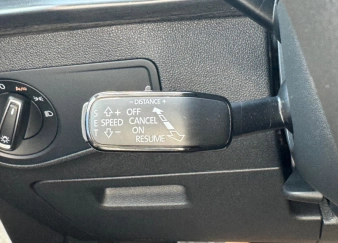 − DISTANCE +
S ⇧ + OFF
E SPEED CANCEL
T ⇩ − ON
RESUME